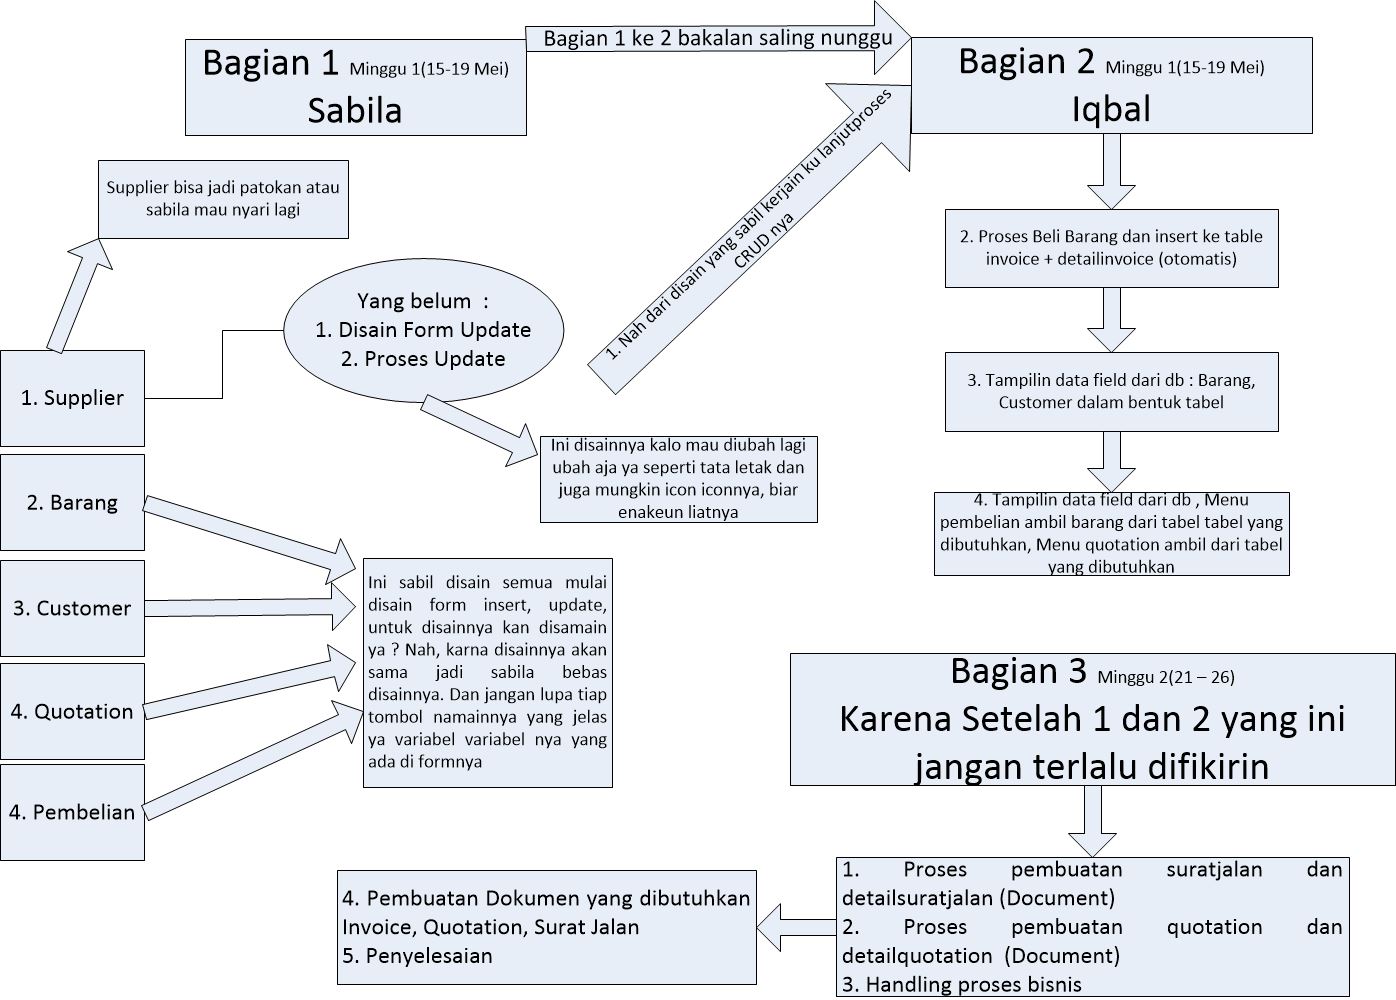 Bagian 1 Minggu 1(15-19 Mei)
Sabila
Bagian 1 ke 2 bakalan saling nunggu
Bagian 2 Minggu 1(15-19 Mei)
Iqbal
Supplier bisa jadi patokan atau
sabila mau nyari lagi
Yang belum :
1. Disain Form Update
2. Proses Update
1. Nah dari disain yang sabil kerjain ku lanjutproses
CRUD nya
2. Proses Beli Barang dan insert ke table
invoice + detailinvoice (otomatis)
3. Tampilin data field dari db : Barang,
Customer dalam bentuk tabel
4. Tampilin data field dari db , Menu
pembelian ambil barang dari tabel tabel yang
dibutuhkan, Menu quotation ambil dari tabel
yang dibutuhkan
1. Supplier
2. Barang
3. Customer
4. Quotation
4. Pembelian
Ini disainnya kalo mau diubah lagi
ubah aja ya seperti tata letak dan
juga mungkin icon iconnya, biar
enakeun liatnya
Ini sabil disain semua mulai
disain form insert, update,
untuk disainnya kan disamain
ya ? Nah, karna disainnya akan
sama jadi sabila bebas
disainnya. Dan jangan lupa tiap
tombol namainnya yang jelas
ya variabel variabel nya yang
ada di formnya
Bagian 3 Minggu 2(21 – 26)
Karena Setelah 1 dan 2 yang ini
jangan terlalu difikirin
1. Proses pembuatan suratjalan dan
detailsuratjalan (Document)
2. Proses pembuatan quotation dan
detailquotation (Document)
3. Handling proses bisnis
4. Pembuatan Dokumen yang dibutuhkan
Invoice, Quotation, Surat Jalan
5. Penyelesaian